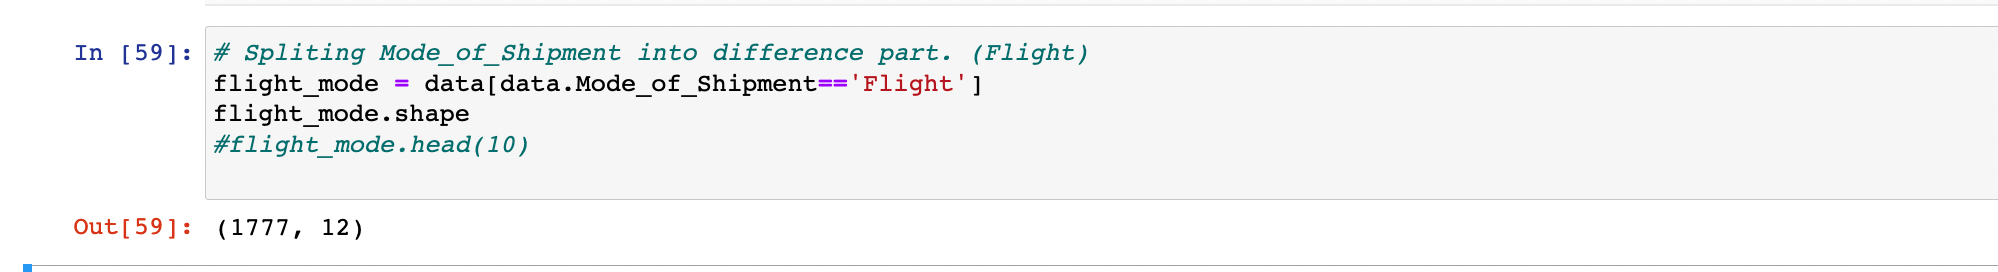 In [59]: # Spliting Mode_of_Shipment into difference part. (Flight)
flight_mode = data[data.Mode_of_Shipment=='Flight']
flight_mode.shape
#flight_mode.head(10)
Out[59]: (1777, 12)